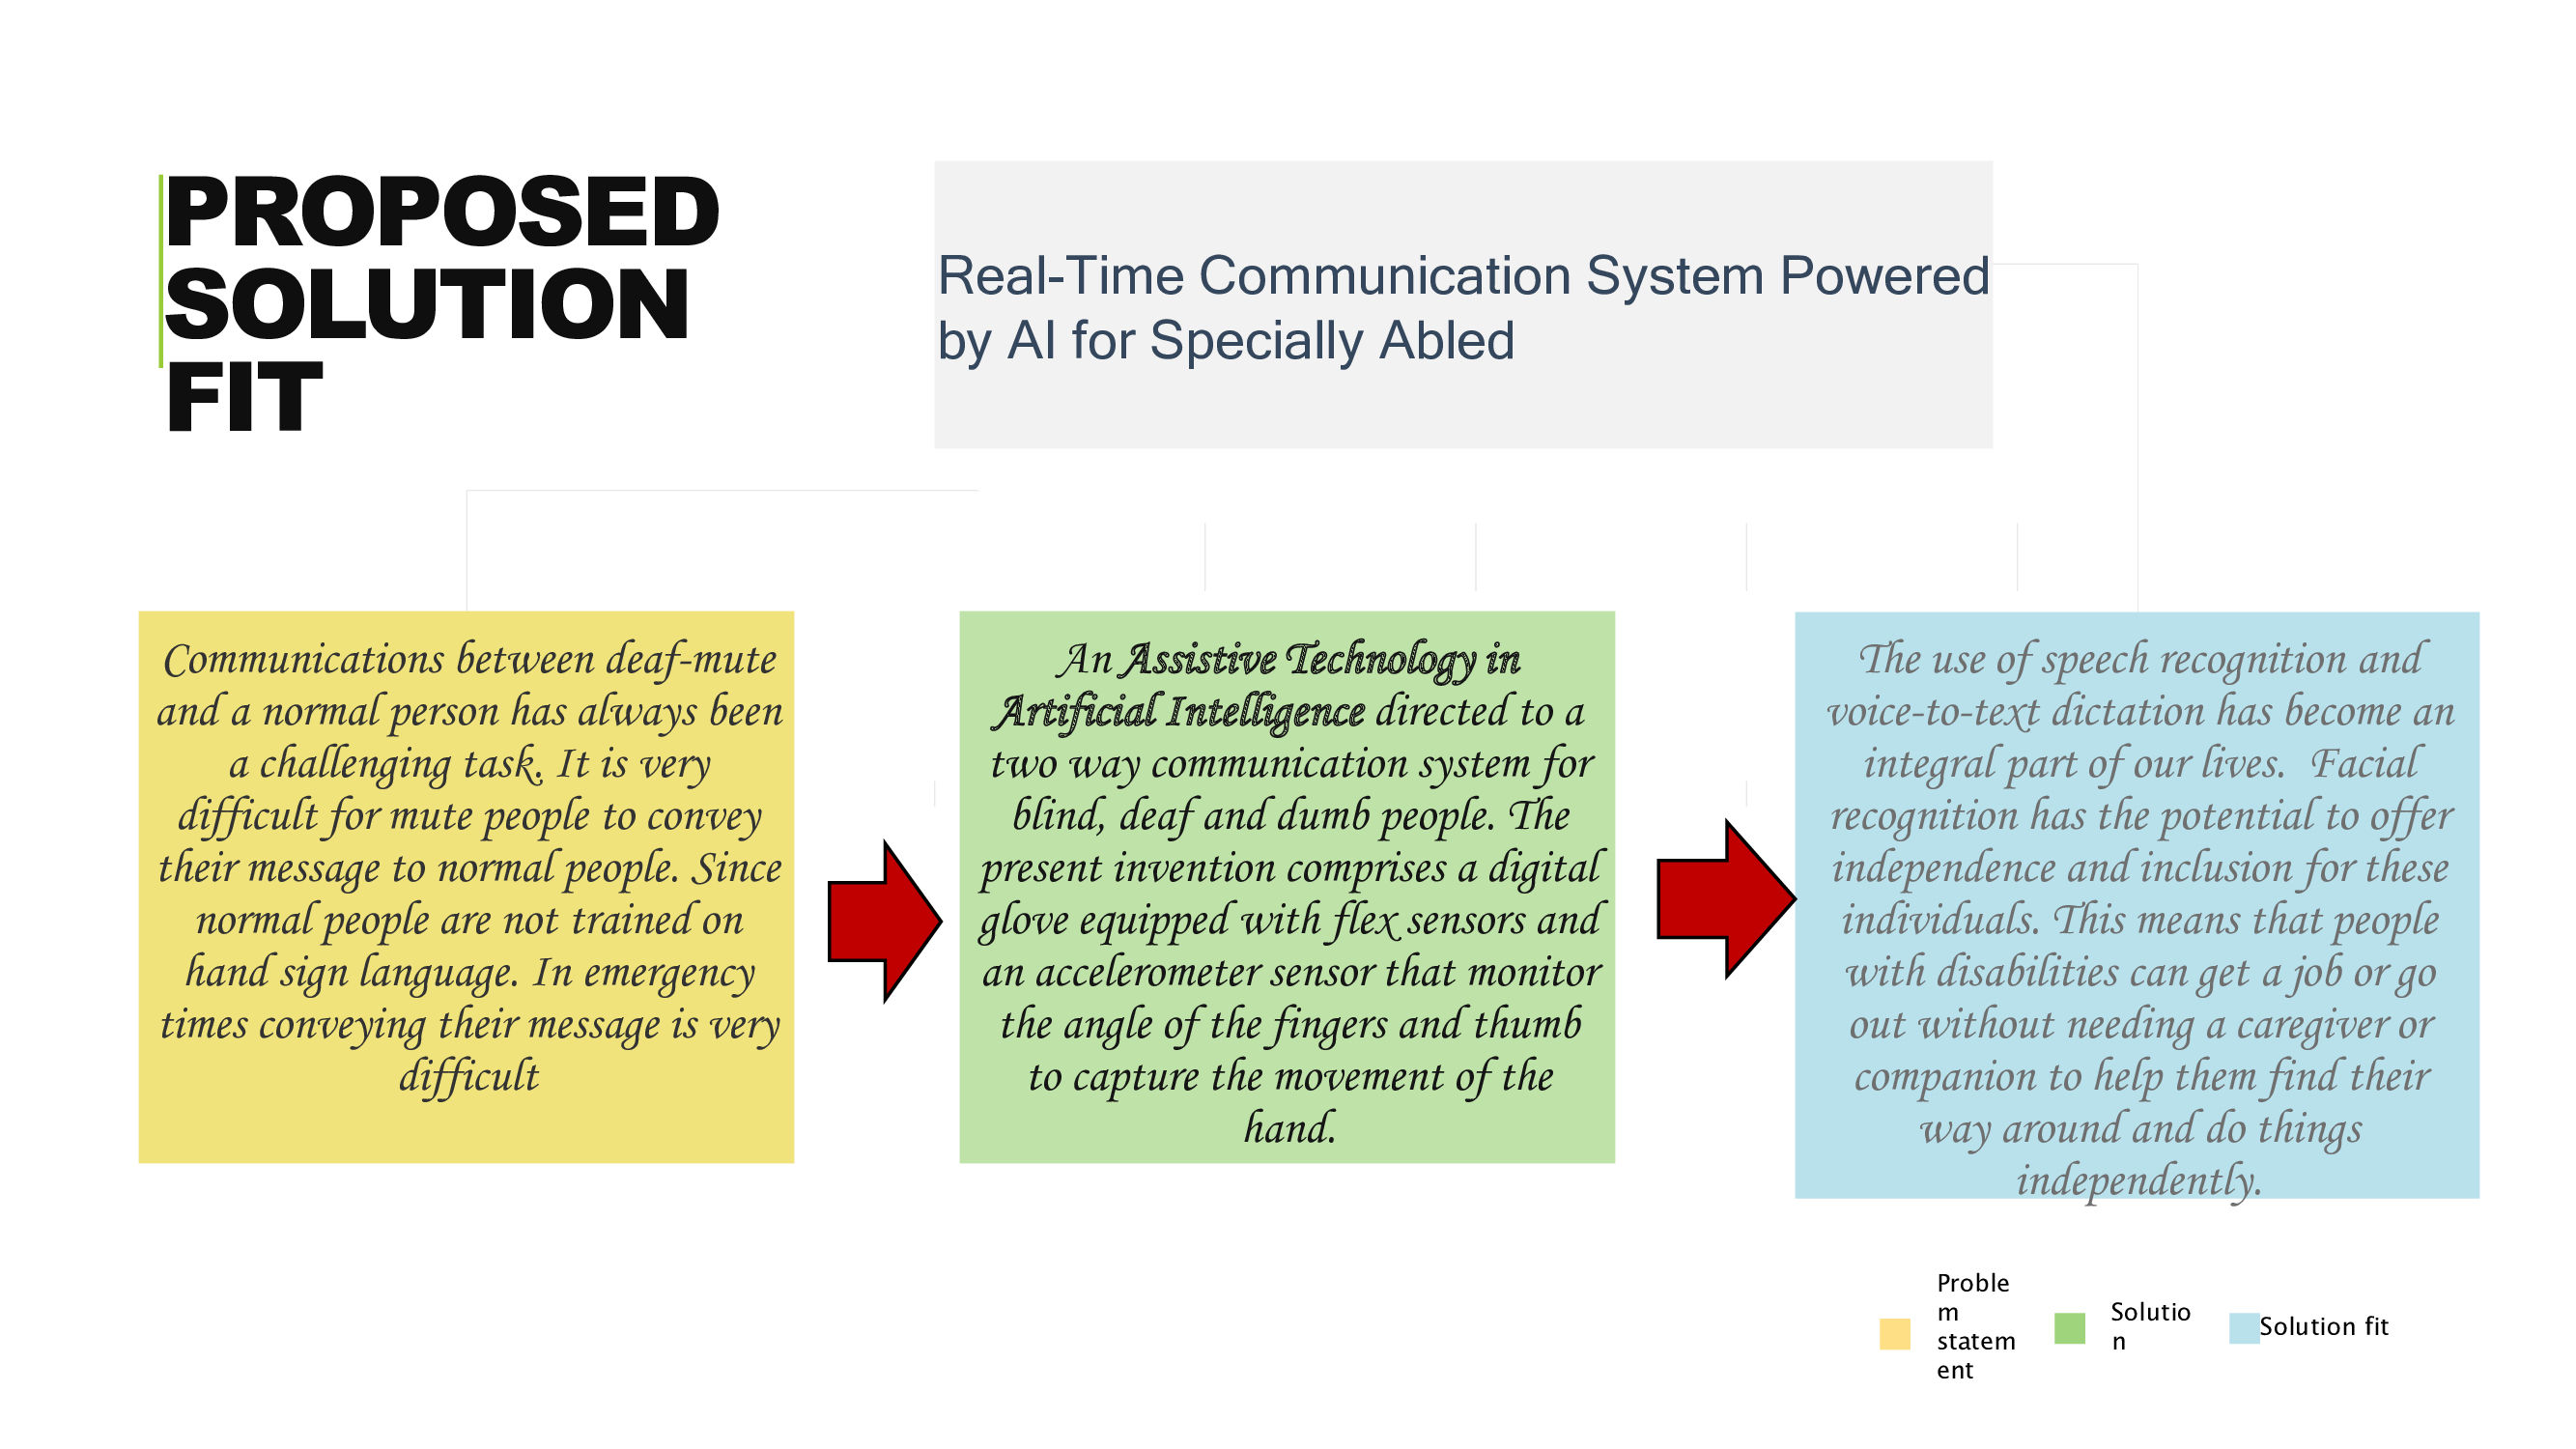 PROPOSED
SOLUTION
FIT
Real-Time Communication System Powered
by AI for Specially Abled
Communications between deaf-mute
and a normal person has always been
a challenging task. It is very
difficult for mute people to convey
their message to normal people. Since
normal people are not trained on
hand sign language. In emergency
times conveying their message is very
difficult
An Assistive Technology in
Artificial Intelligence directed to a
two way communication system for
blind, deaf and dumb people. The
present invention comprises a digital
glove equipped with flex sensors and
an accelerometer sensor that monitor
the angle of the fingers and thumb
to capture the movement of the
hand.
The use of speech recognition and
voice-to-text dictation has become an
integral part of our lives. Facial
recognition has the potential to offer
independence and inclusion for these
individuals. This means that people
with disabilities can get a job or go
out without needing a caregiver or
companion to help them find their
way around and do things
independently.
Proble
m
statem
ent
Solutio
n
Solution fit